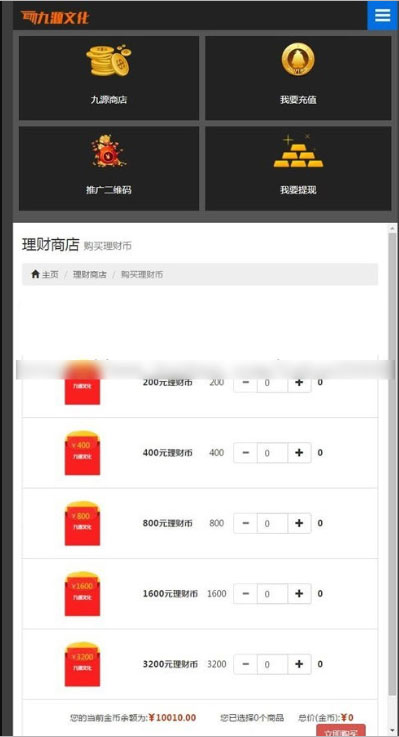 九源文化
九源商店
我要充值
推广二维码
我要提现
理财商店 购买理财币
主页 / 理财商店 / 购买理财币
九源文化 200元理财币 200 − 0 + 0
¥400 九源文化 400元理财币 400 − 0 + 0
¥800 九源文化 800元理财币 800 − 0 + 0
¥1600 九源文化 1600元理财币 1600 − 0 + 0
¥3200 九源文化 3200元理财币 3200 − 0 + 0
您的当前金币余额为:¥10010.00 您已选择0个商品 总价(金币):¥0
立即购买